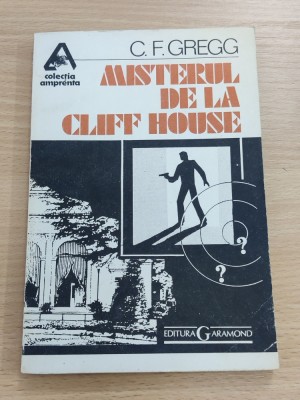 A
colecția
amprenta
C. F. GREGG
MISTERUL
DE LA
CLIFF HOUSE
?
?
EDITURA GARAMOND